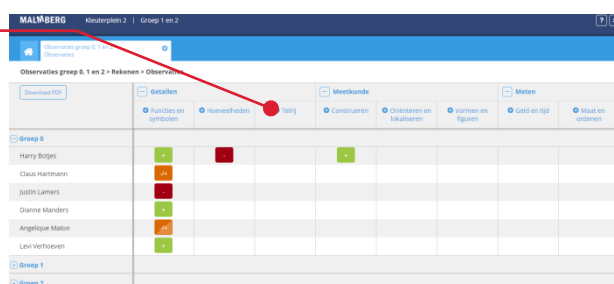 MALMBERG Kleuterplein 2 | Groep 1 en 2 ?
Observaties groep 0, 1 en 2
Observaties
Observaties groep 0, 1 en 2 > Rekenen > Observaties
Download PDF Getallen Meetkunde Meten
Functies en symbolen Hoeveelheden Telrij Construeren Oriënteren en lokaliseren Vormen en figuren Geld en tijd Maat en ordenen
Groep 0
Harry Botjes + - +
Claus Hartmann -/+
Justin Lamers -
Dianne Manders +
Angelique Maton -/+
Levi Verhoeven +
Groep 1
Groep 2